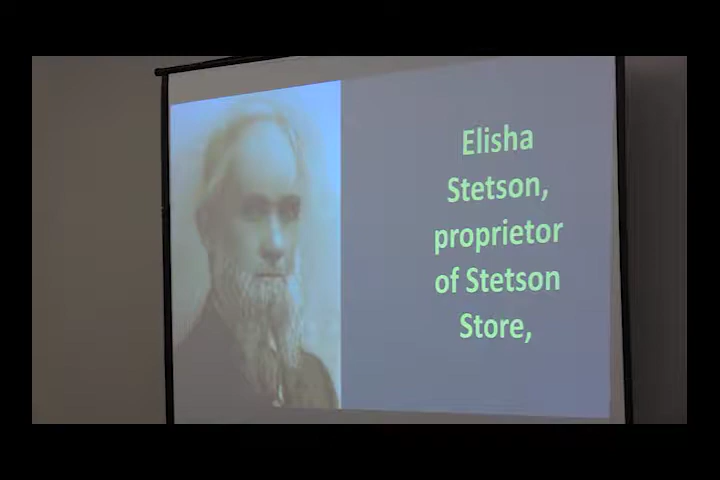 Elisha
Stetson,
proprietor
of Stetson
Store,